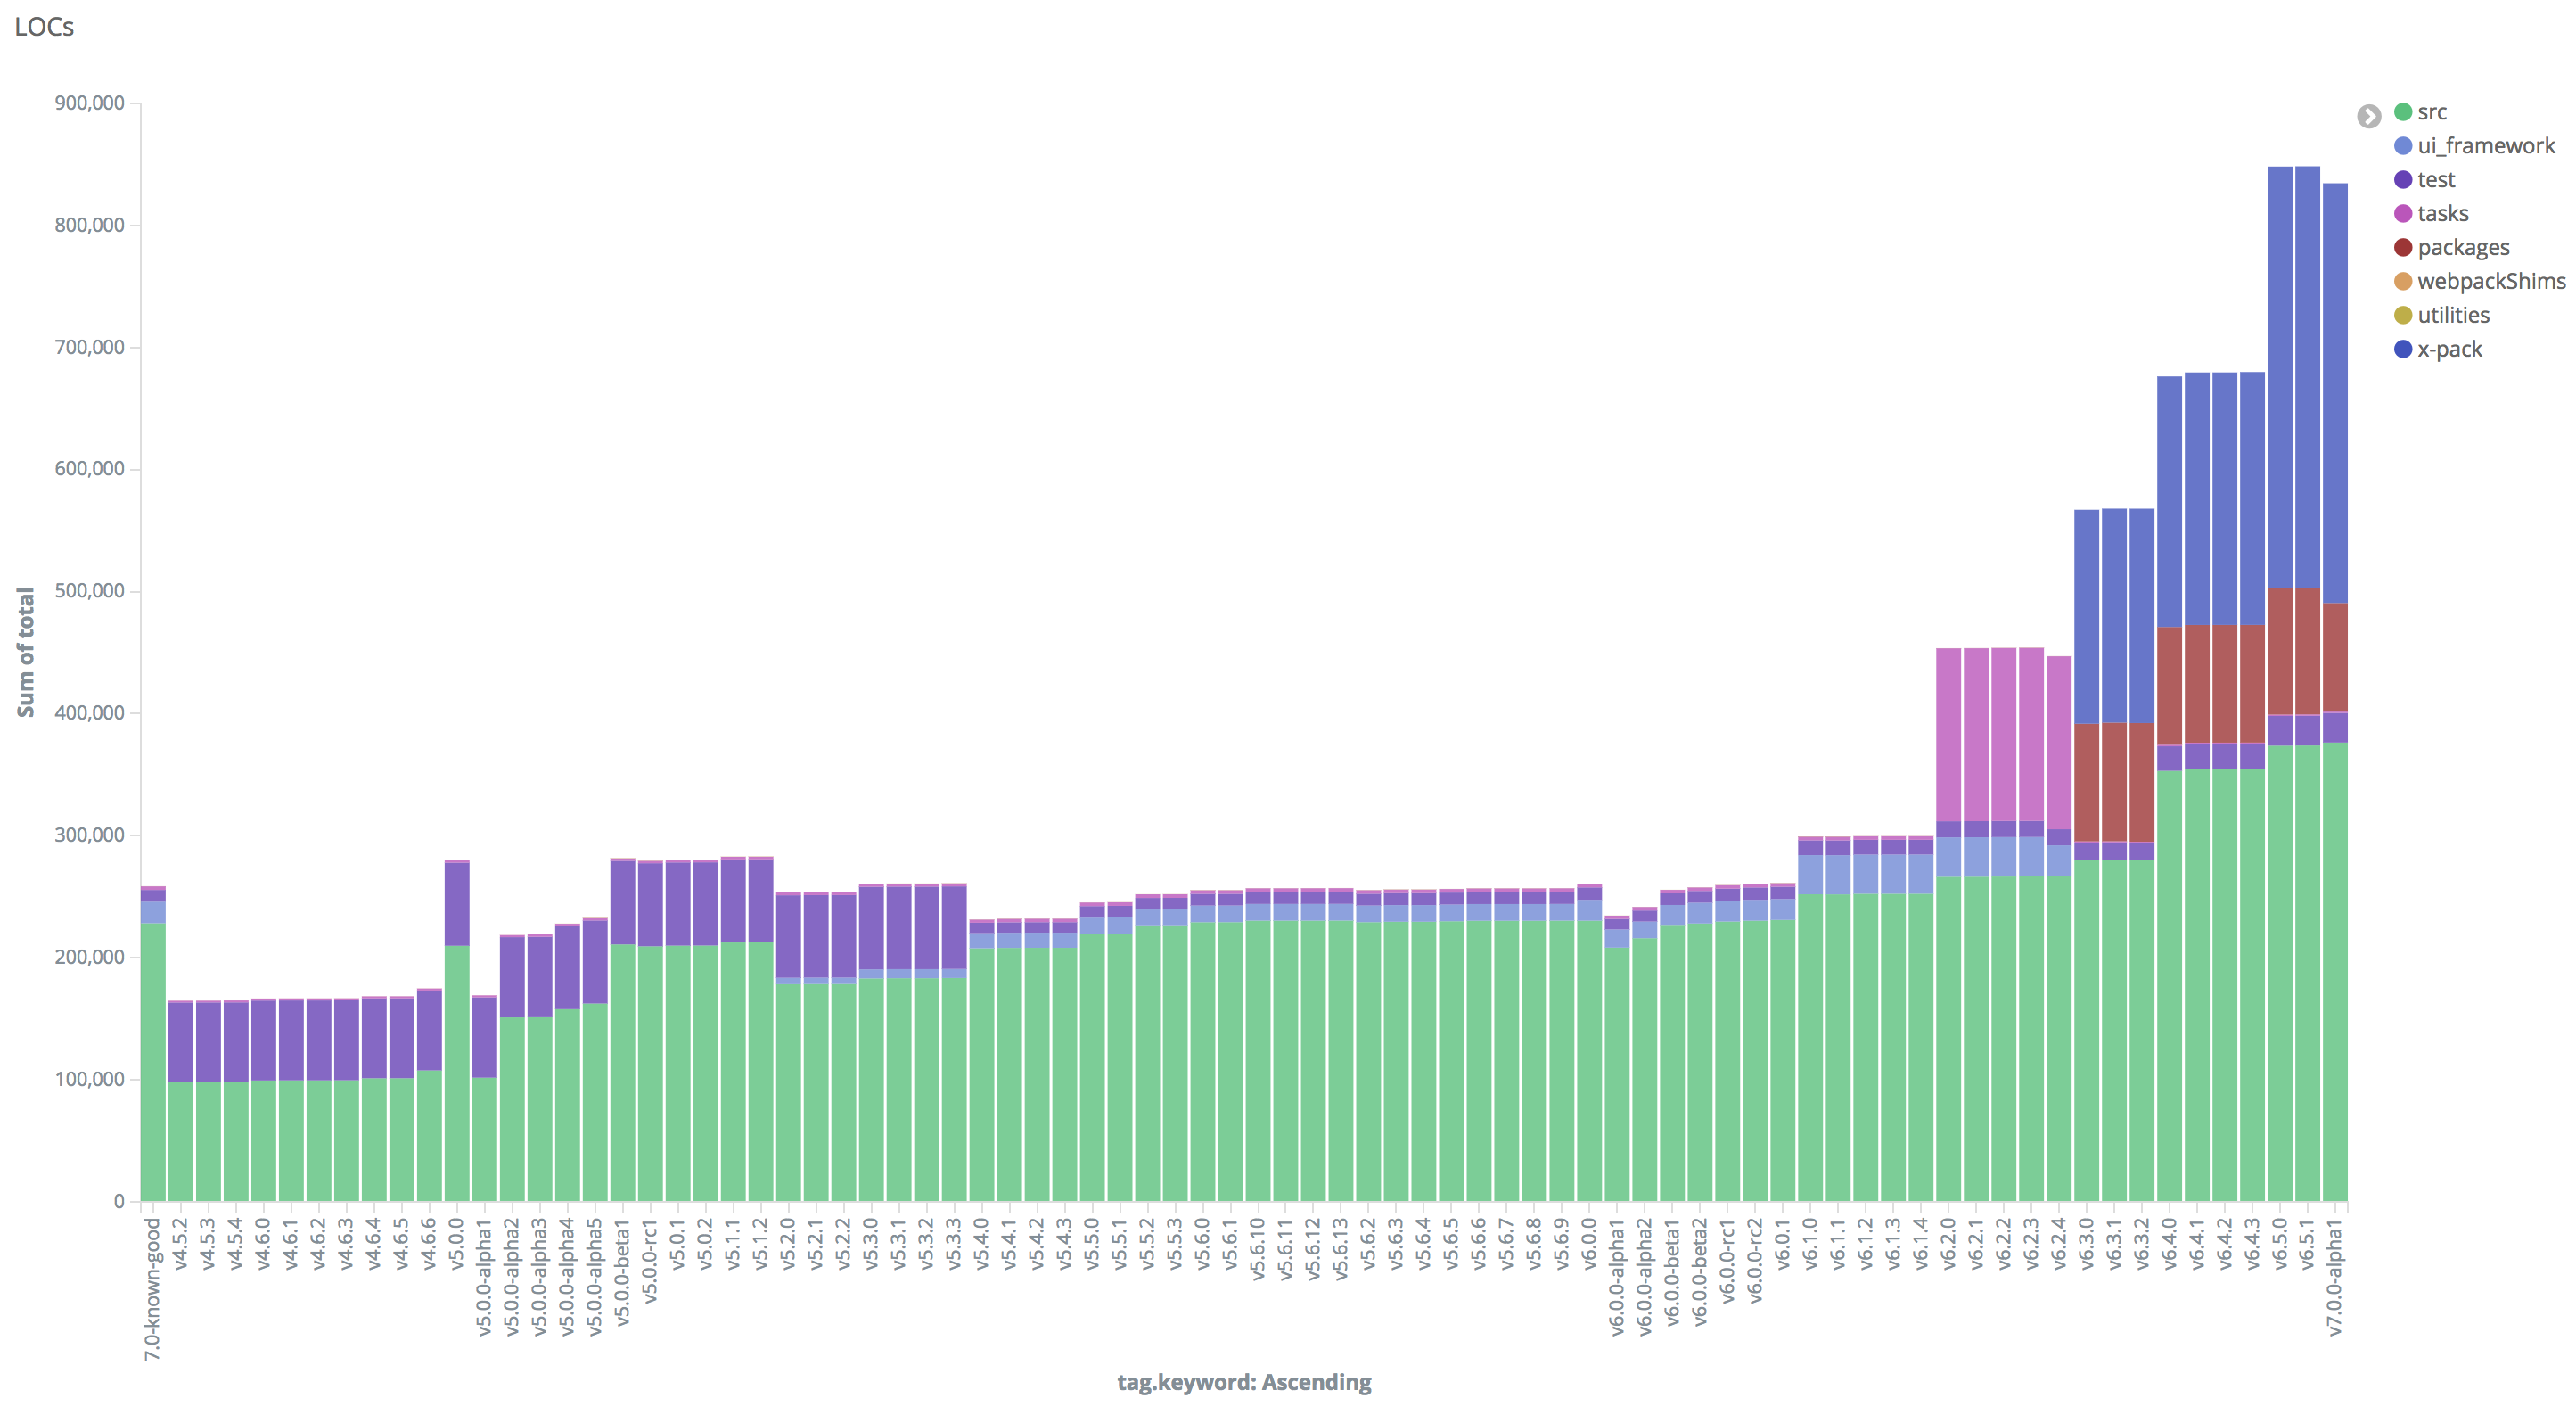 LOCs
900,000
800,000
700,000
600,000
500,000
400,000
300,000
200,000
100,000
0
Sum of total
7.0-known-good
v4.5.2
v4.5.3
v4.5.4
v4.6.0
v4.6.1
v4.6.2
v4.6.3
v4.6.4
v4.6.5
v4.6.6
v5.0.0
v5.0.0-alpha1
v5.0.0-alpha2
v5.0.0-alpha3
v5.0.0-alpha4
v5.0.0-alpha5
v5.0.0-beta1
v5.0.0-rc1
v5.0.1
v5.0.2
v5.1.1
v5.1.2
v5.2.0
v5.2.1
v5.2.2
v5.3.0
v5.3.1
v5.3.2
v5.3.3
v5.4.0
v5.4.1
v5.4.2
v5.4.3
v5.5.0
v5.5.1
v5.5.2
v5.5.3
v5.6.0
v5.6.1
v5.6.10
v5.6.11
v5.6.12
v5.6.13
v5.6.2
v5.6.3
v5.6.4
v5.6.5
v5.6.6
v5.6.7
v5.6.8
v5.6.9
v6.0.0
v6.0.0-alpha1
v6.0.0-alpha2
v6.0.0-beta1
v6.0.0-beta2
v6.0.0-rc1
v6.0.0-rc2
v6.0.1
v6.1.0
v6.1.1
v6.1.2
v6.1.3
v6.1.4
v6.2.0
v6.2.1
v6.2.2
v6.2.3
v6.2.4
v6.3.0
v6.3.1
v6.3.2
v6.4.0
v6.4.1
v6.4.2
v6.4.3
v6.5.0
v6.5.1
v7.0.0-alpha1
tag.keyword: Ascending
src
ui_framework
test
tasks
packages
webpackShims
utilities
x-pack